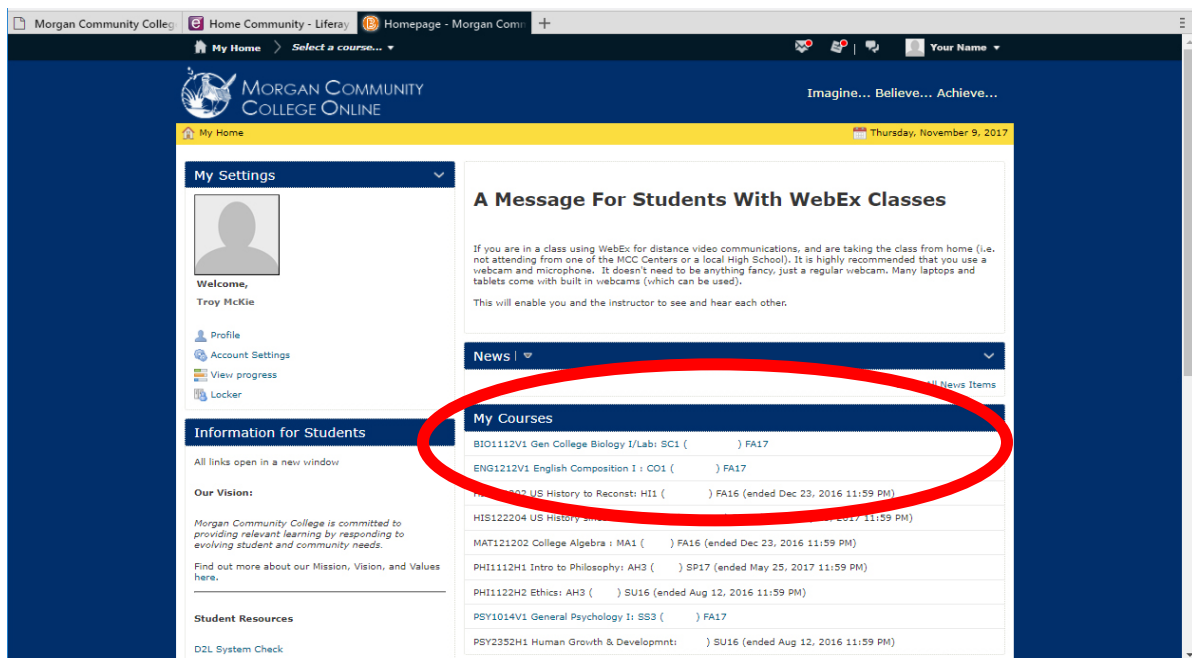 Morgan Community Colleg
Home Community - Liferay
Homepage - Morgan Comm
My Home
Select a course...
Your Name
MORGAN COMMUNITY
COLLEGE ONLINE
Imagine... Believe... Achieve...
My Home
Thursday, November 9, 2017
My Settings
Welcome,
Troy McKie
Profile
Account Settings
View progress
Locker
Information for Students
All links open in a new window
Our Vision:
Morgan Community College is committed to
providing relevant learning by responding to
evolving student and community needs.
Find out more about our Mission, Vision, and Values
here.
Student Resources
D2L System Check
A Message For Students With WebEx Classes
If you are in a class using WebEx for distance video communications, and are taking the class from home (i.e.
not attending from one of the MCC Centers or a local High School). It is highly recommended that you use a
webcam and microphone. It doesn't need to be anything fancy, just a regular webcam. Many laptops and
tablets come with built in webcams (which can be used).
This will enable you and the instructor to see and hear each other.
News
News Items
My Courses
BIO1112V1 Gen College Biology I/Lab: SC1 ( ) FA17
ENG1212V1 English Composition I : CO1 ( ) FA17
US History to Reconst: HI1 ( ) FA16 (ended Dec 23, 2016 11:59 PM)
HIS122204 US History 2017 11:59 PM)
MAT121202 College Algebra : MA1 ( ) FA16 (ended Dec 23, 2016 11:59 PM)
PHI1112H1 Intro to Philosophy: AH3 ( ) SP17 (ended May 25, 2017 11:59 PM)
PHI1122H2 Ethics: AH3 ( ) SU16 (ended Aug 12, 2016 11:59 PM)
PSY1014V1 General Psychology I: SS3 ( ) FA17
PSY2352H1 Human Growth & Developmnt: ) SU16 (ended Aug 12, 2016 11:59 PM)